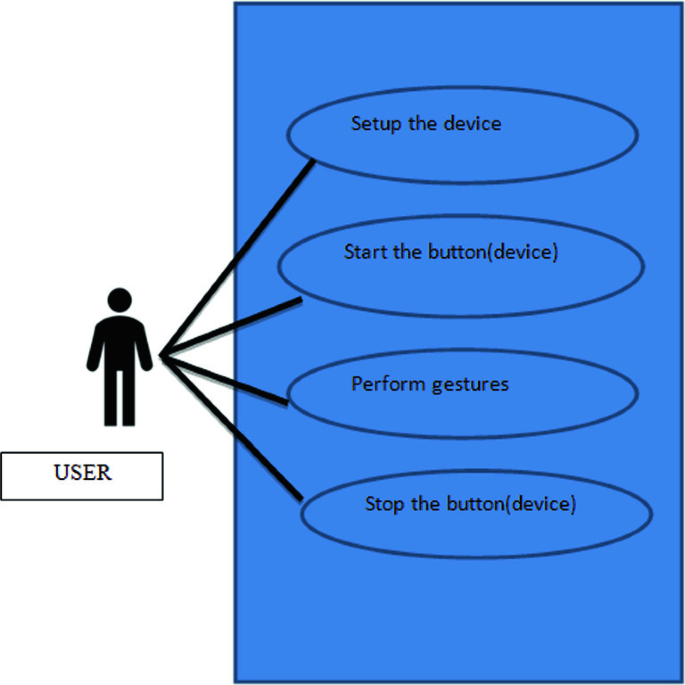 Setup the device
Start the button(device)
Perform gestures
USER
Stop the button(device)